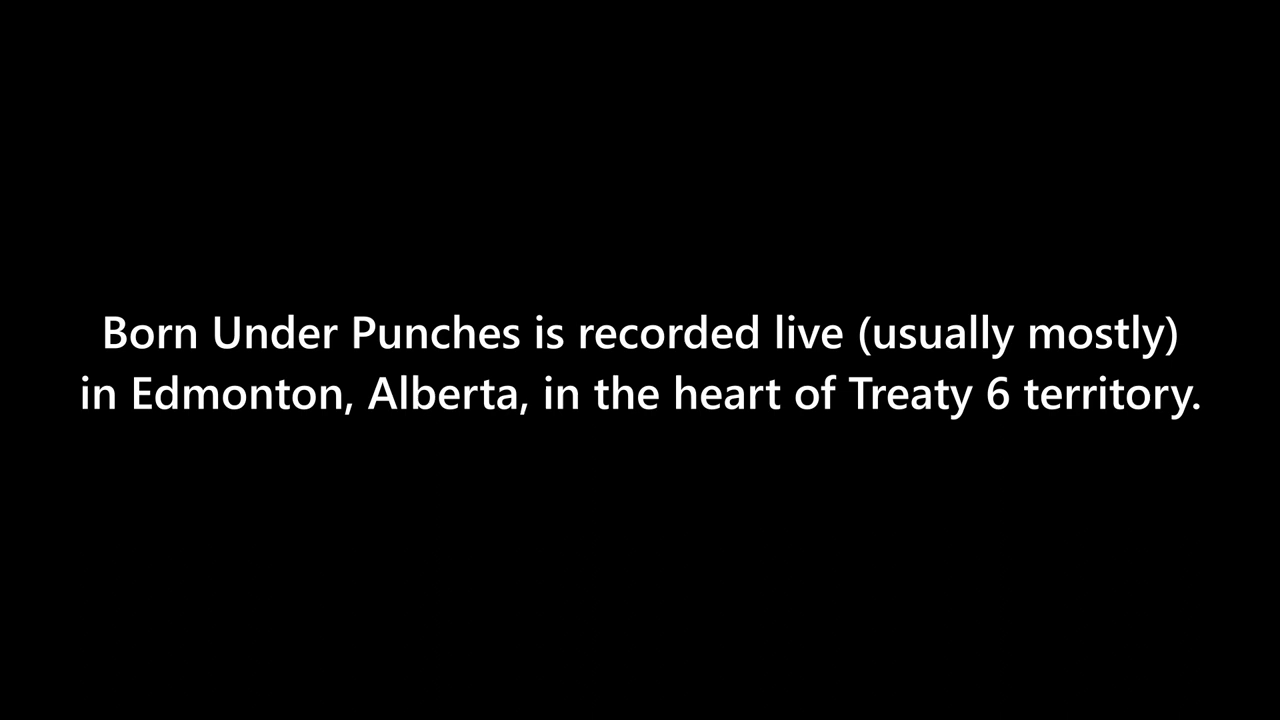 Born Under Punches is recorded live (usually mostly)
in Edmonton, Alberta, in the heart of Treaty 6 territory.